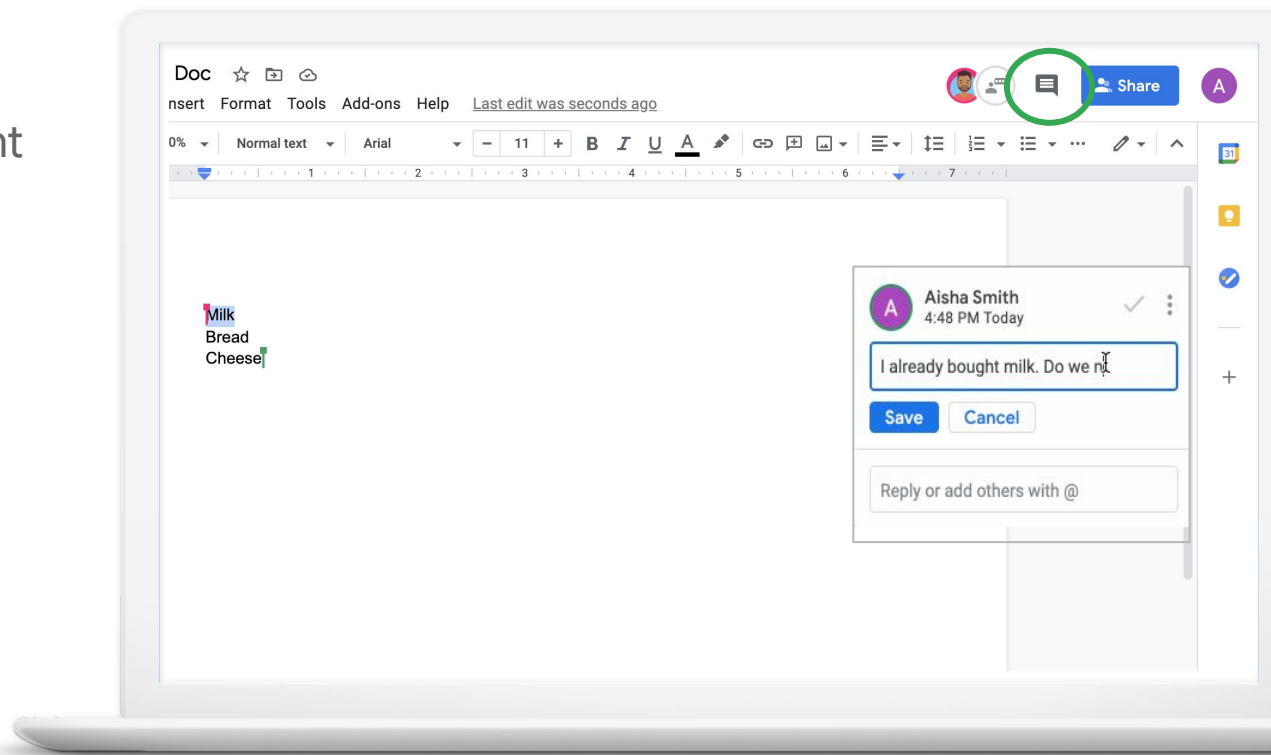 Doc
Share
A
nsert Format Tools Add-ons Help Last edit was seconds ago
nt
0% Normal text Arial - 11 + B I U A
31
1 2 3 4 5 6 7
Milk
Bread
Cheese
A
Aisha Smith
4:48 PM Today
I already bought milk. Do we n
Save Cancel
Reply or add others with @